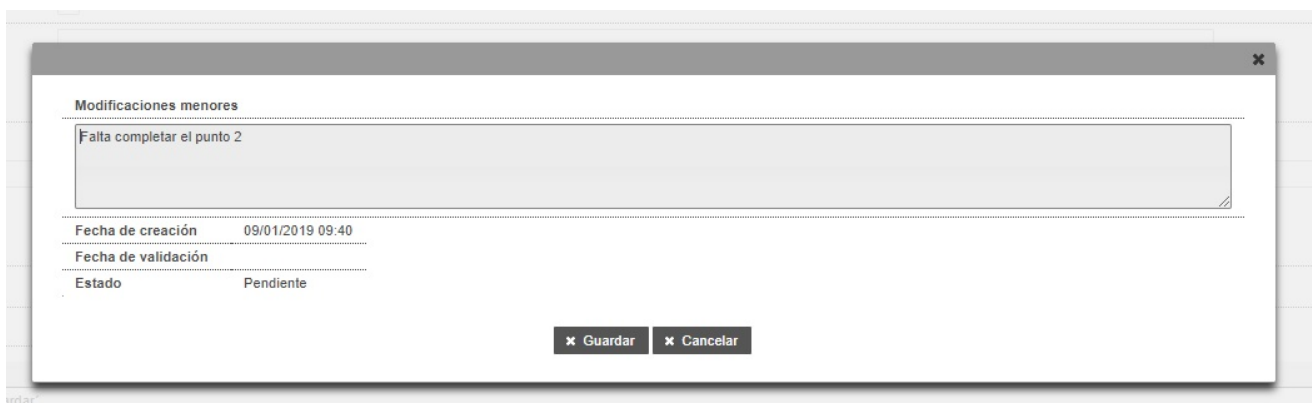 Modificaciones menores
Falta completar el punto 2
Fecha de creación 09/01/2019 09:40
Fecha de validación
Estado Pendiente
Guardar Cancelar